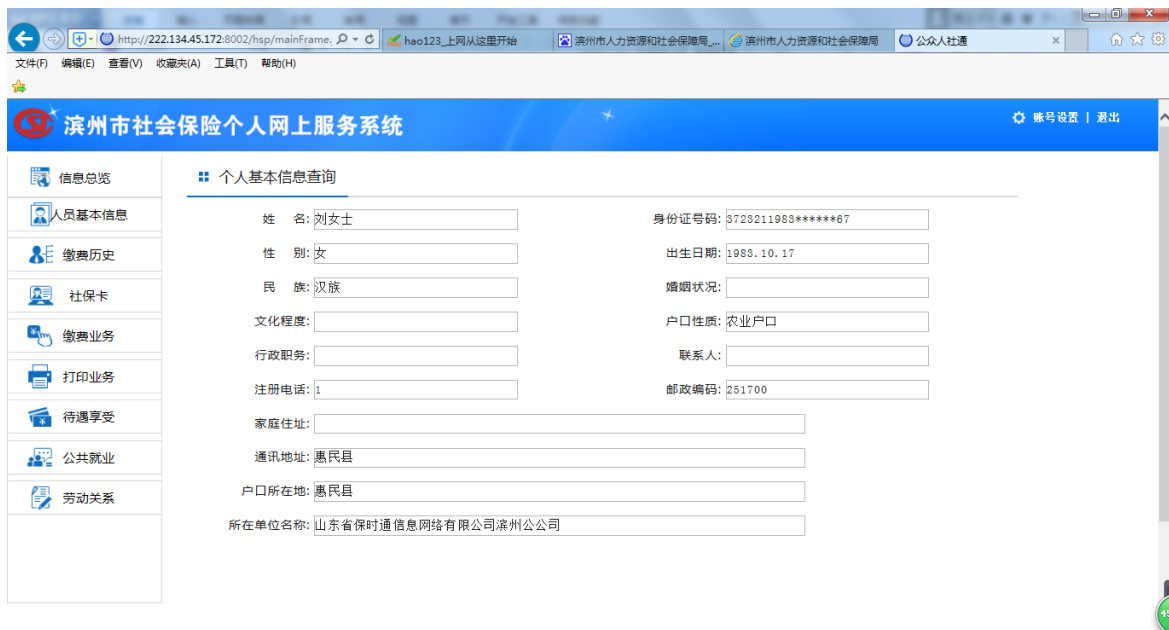 http://222.134.45.172:8002/hsp/mainFrame. hao123_上网从这里开始 滨州市人力资源和社会保障局_... 滨州市人力资源和社会保障局 公众人社通
文件(F) 编辑(E) 查看(V) 收藏夹(A) 工具(T) 帮助(H)
滨州市社会保险个人网上服务系统 账号设置 | 退出
信息总览
人员基本信息
缴费历史
社保卡
缴费业务
打印业务
待遇享受
公共就业
劳动关系
个人基本信息查询
姓 名: 刘女士 身份证号码: 3723211983******67
性 别: 女 出生日期: 1983.10.17
民 族: 汉族 婚姻状况:
文化程度: 户口性质: 农业户口
行政职务: 联系人:
注册电话: 1 邮政编码: 251700
家庭住址:
通讯地址: 惠民县
户口所在地: 惠民县
所在单位名称: 山东省保时通信息网络有限公司滨州公公司